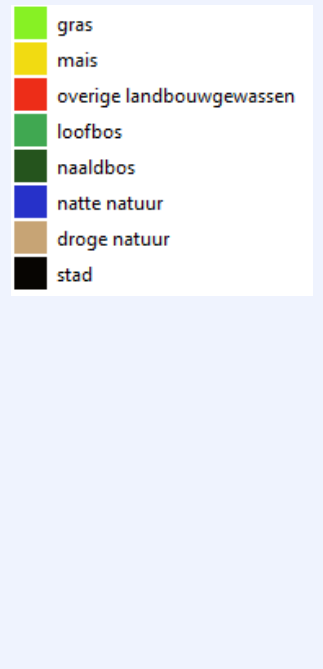 gras
mais
overige landbouwgewassen
loofbos
naaldbos
natte natuur
droge natuur
stad